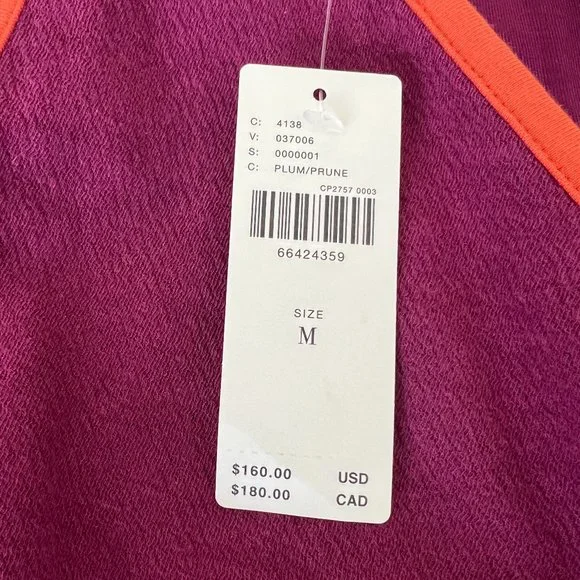 C: 4138
V: 037006
S: 0000001
C: PLUM/PRUNE
CP2757 0003
66424359
SIZE
M
$160.00 USD
$180.00 CAD